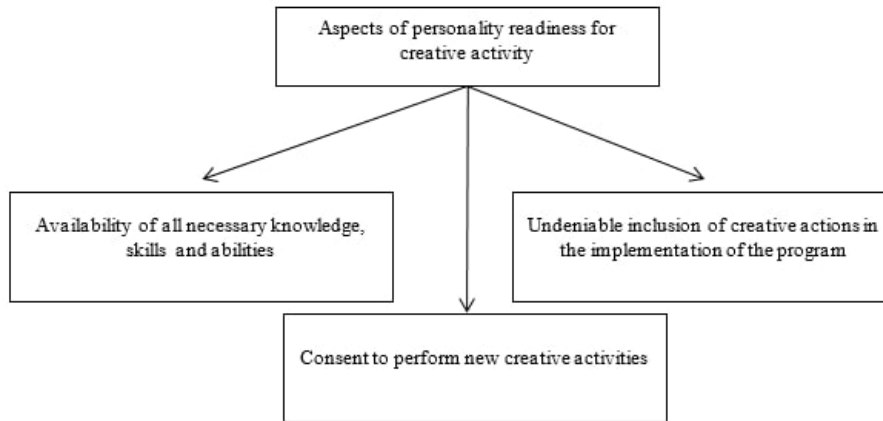 Aspects of personality readiness for
creative activity
Availability of all necessary knowledge,
skills and abilities
Undeniable inclusion of creative actions in
the implementation of the program
Consent to perform new creative activities